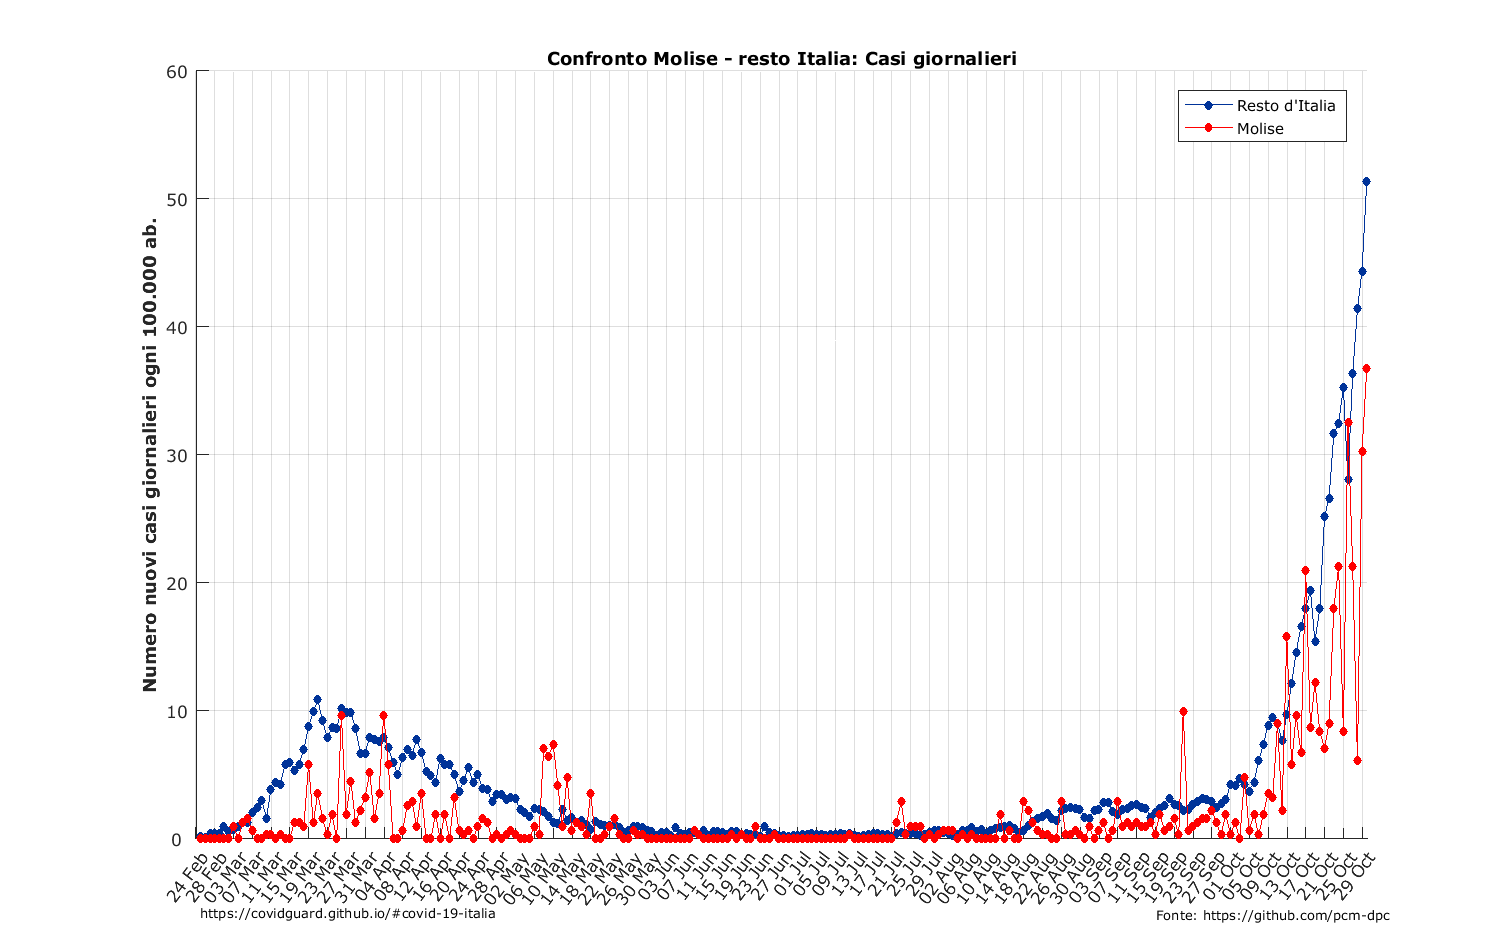 Confronto Molise - resto Italia: Casi giornalieri
Resto d'Italia
Molise
Numero nuovi casi giornalieri ogni 100.000 ab.
60
50
40
30
20
10
0
24 Feb
28 Feb
03 Mar
07 Mar
11 Mar
15 Mar
19 Mar
23 Mar
27 Mar
31 Mar
04 Apr
08 Apr
12 Apr
16 Apr
20 Apr
24 Apr
28 Apr
02 May
06 May
10 May
14 May
18 May
22 May
26 May
30 May
03 Jun
07 Jun
11 Jun
15 Jun
19 Jun
23 Jun
27 Jun
01 Jul
05 Jul
09 Jul
13 Jul
17 Jul
21 Jul
25 Jul
29 Jul
02 Aug
06 Aug
10 Aug
14 Aug
18 Aug
22 Aug
26 Aug
30 Aug
03 Sep
07 Sep
11 Sep
15 Sep
19 Sep
23 Sep
27 Sep
01 Oct
05 Oct
09 Oct
13 Oct
17 Oct
21 Oct
25 Oct
29 Oct
https://covidguard.github.io/#covid-19-italia
Fonte: https://github.com/pcm-dpc